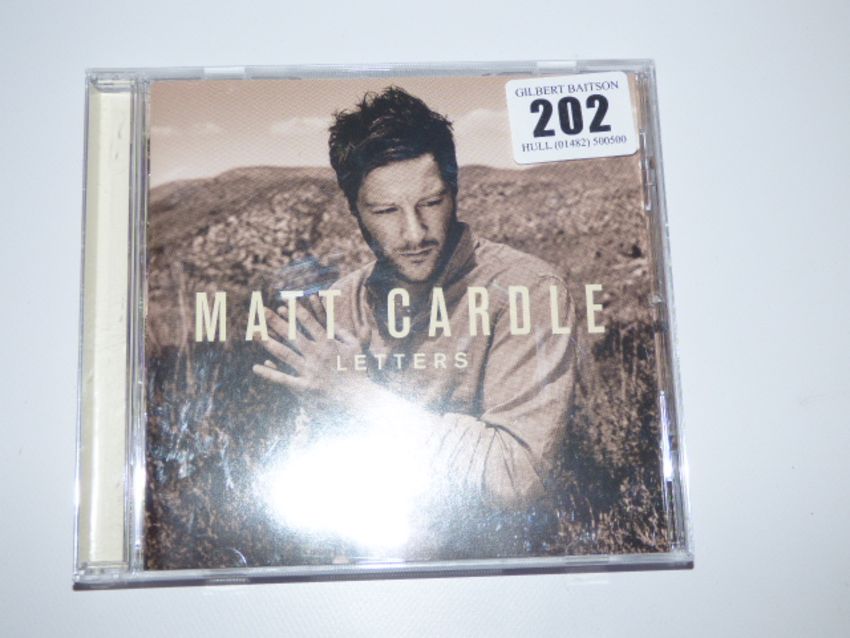 GILBERT BAITSON
202
HULL (01482) 500500
MATT CARDLE
LETTERS